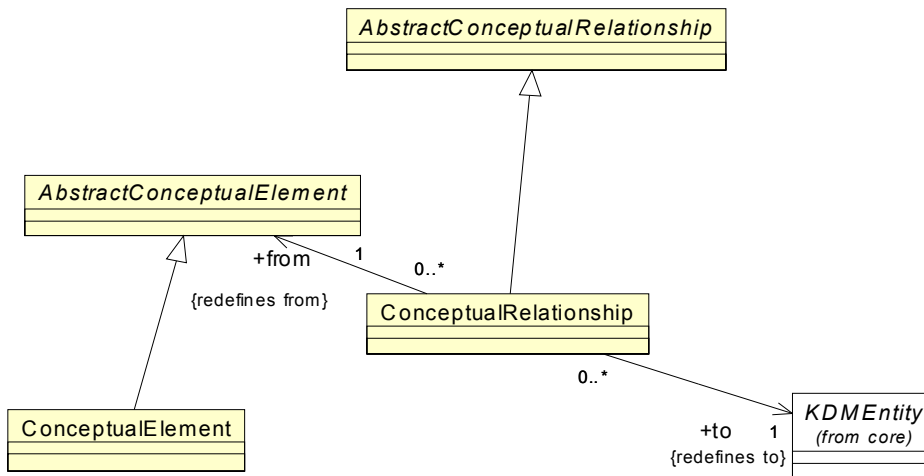 AbstractConceptualRelationship
AbstractConceptualElement
+from
1
0..*
{redefines from}
ConceptualRelationship
0..*
ConceptualElement
KDMEntity
(from core)
+to
1
{redefines to}